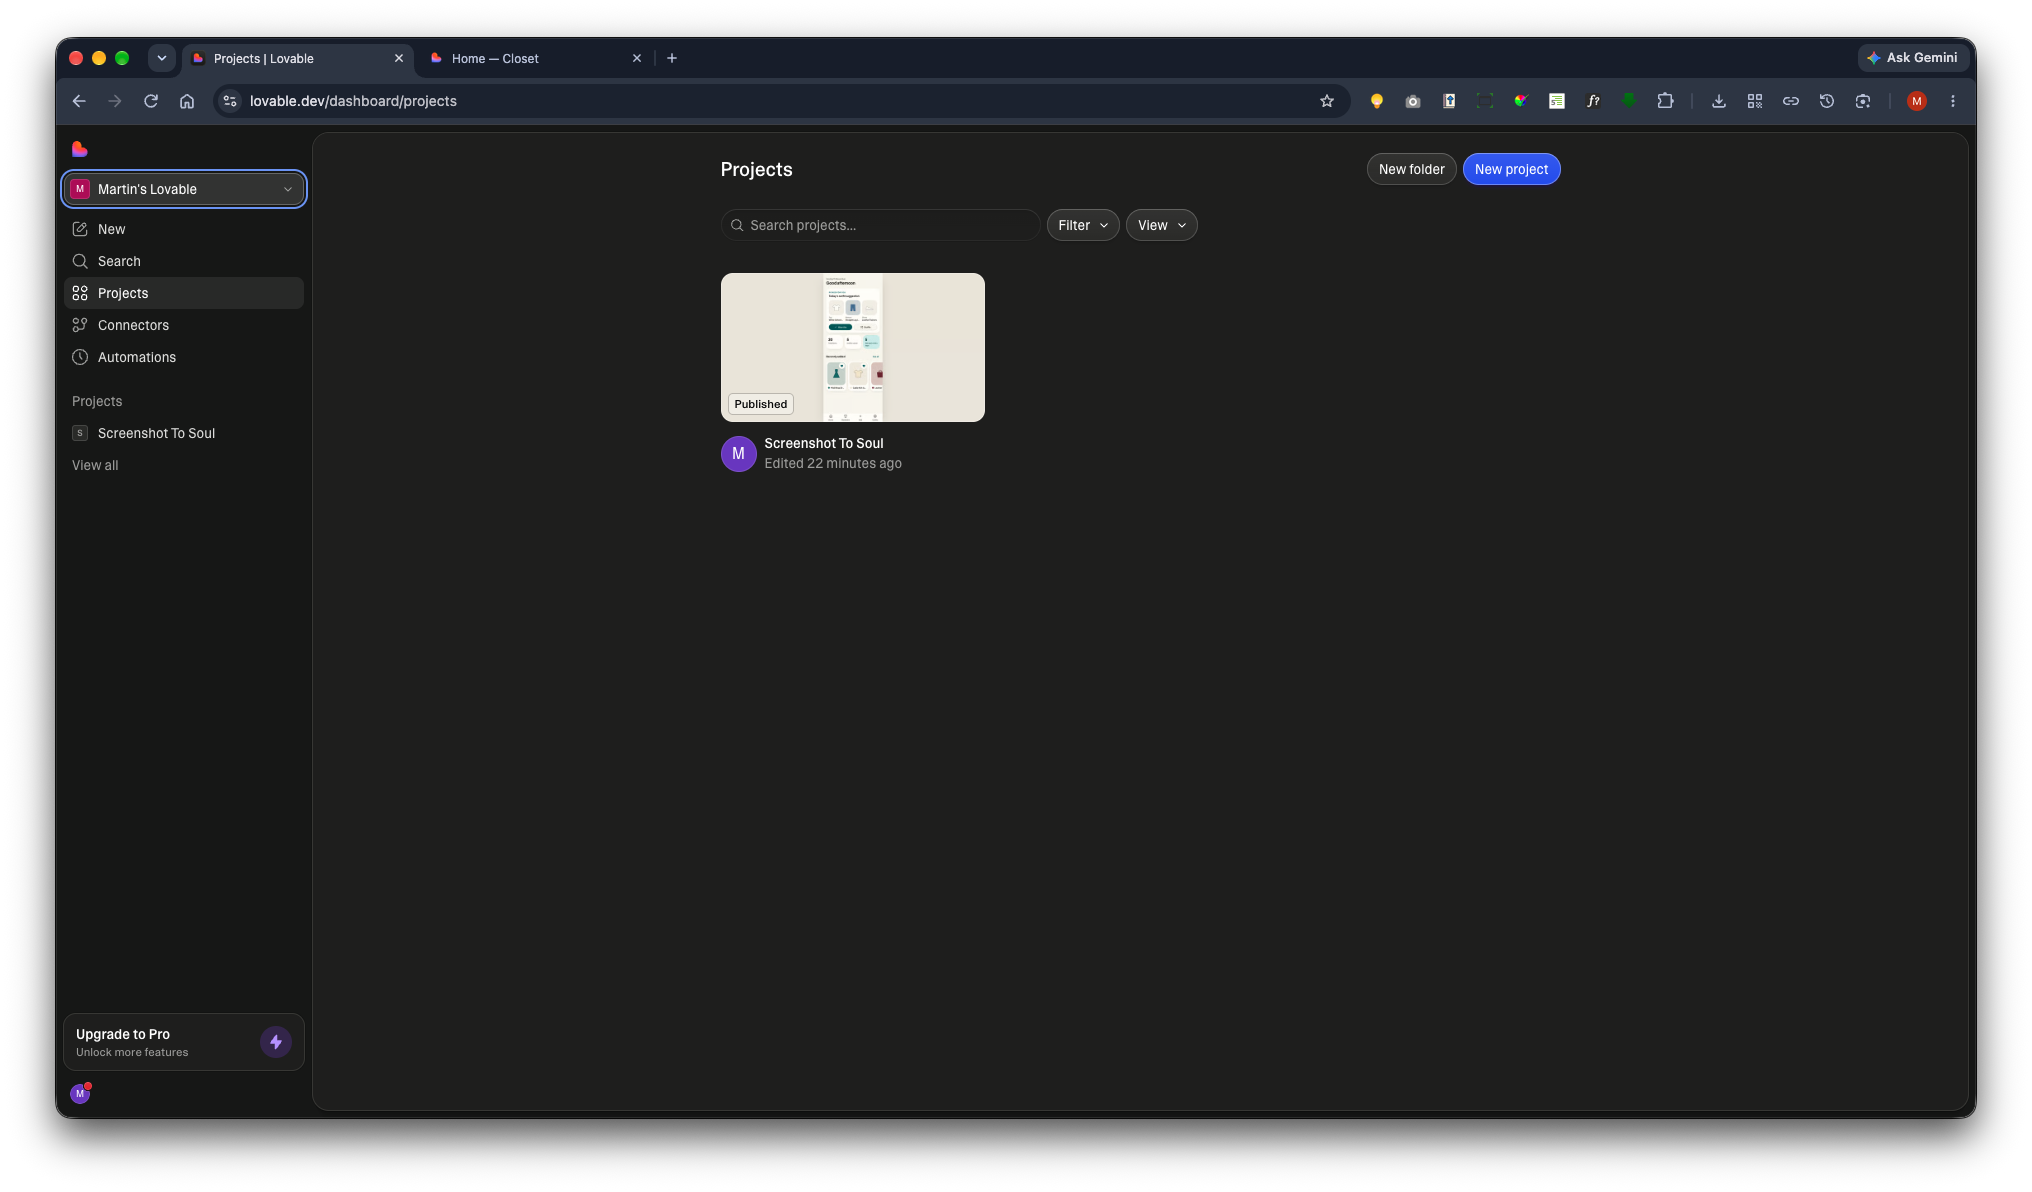 Projects | Lovable
Home — Closet
Ask Gemini
lovable.dev/dashboard/projects
M
M Martin's Lovable
New
Search
Projects
Connectors
Automations
Projects
S Screenshot To Soul
View all
Upgrade to Pro
Unlock more features
M
Projects
New folder
New project
Search projects...
Filter
View
Good afternoon
Published
M
Screenshot To Soul
Edited 22 minutes ago